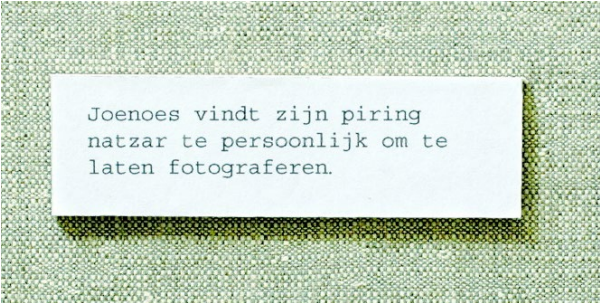 Joenoes vindt zijn piring
natzar te persoonlijk om te
laten fotograferen.